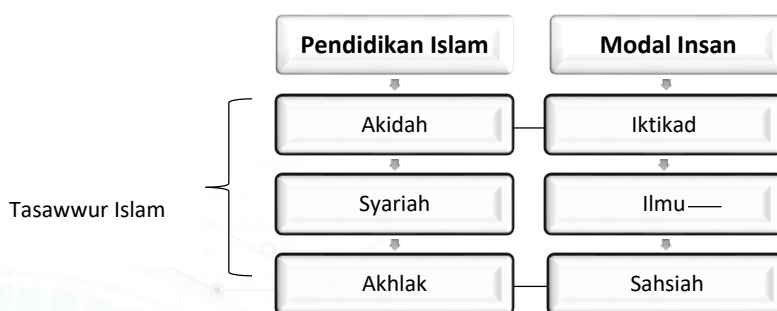 Pendidikan Islam
Modal Insan
Akidah
Iktikad
Tasawwur Islam
Syariah
Ilmu
Akhlak
Sahsiah